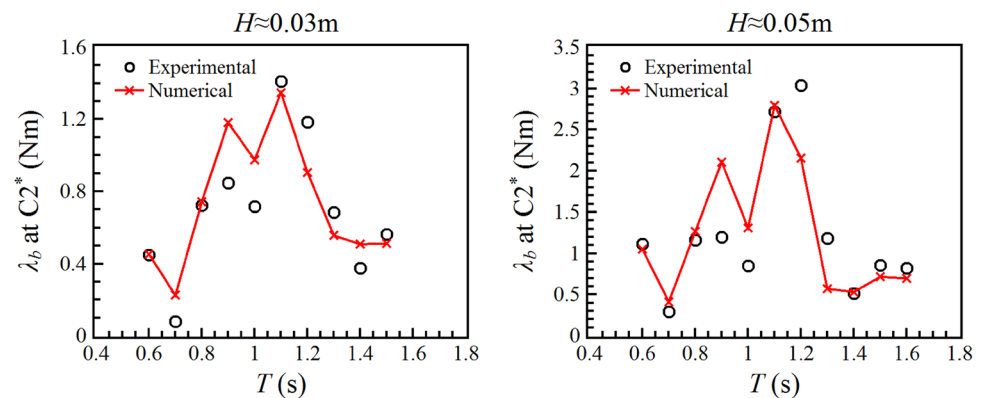 H≈0.03m
1.6
1.2
0.8
0.4
0
λb at C2* (Nm)
Experimental
Numerical
0.4 0.6 0.8 1 1.2 1.4 1.6 1.8
T (s)
H≈0.05m
3.5
3
2.5
2
1.5
1
0.5
0
λb at C2* (Nm)
Experimental
Numerical
0.4 0.6 0.8 1 1.2 1.4 1.6 1.8
T (s)